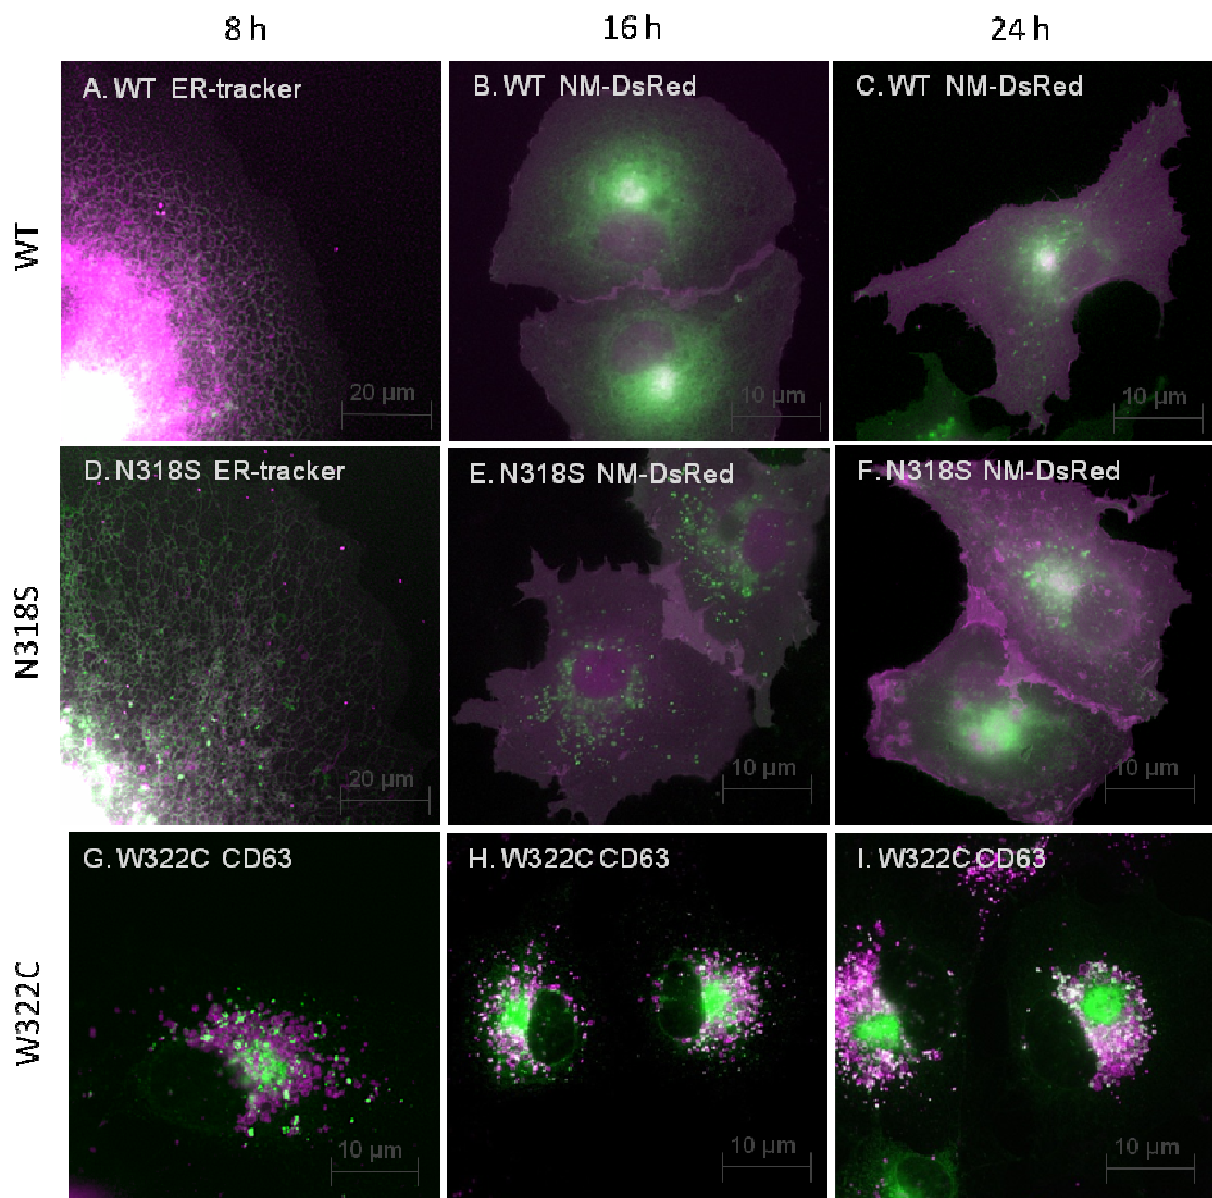 8 h 16 h 24 h
WT
A. WT ER-tracker
B. WT NM-DsRed
C. WT NM-DsRed
20 µm
10 µm
10 µm
N318S
D. N318S ER-tracker
E. N318S NM-DsRed
F. N318S NM-DsRed
20 µm
10 µm
10 µm
W322C
G. W322C CD63
H. W322C CD63
I. W322C CD63
10 µm
10 µm
10 µm